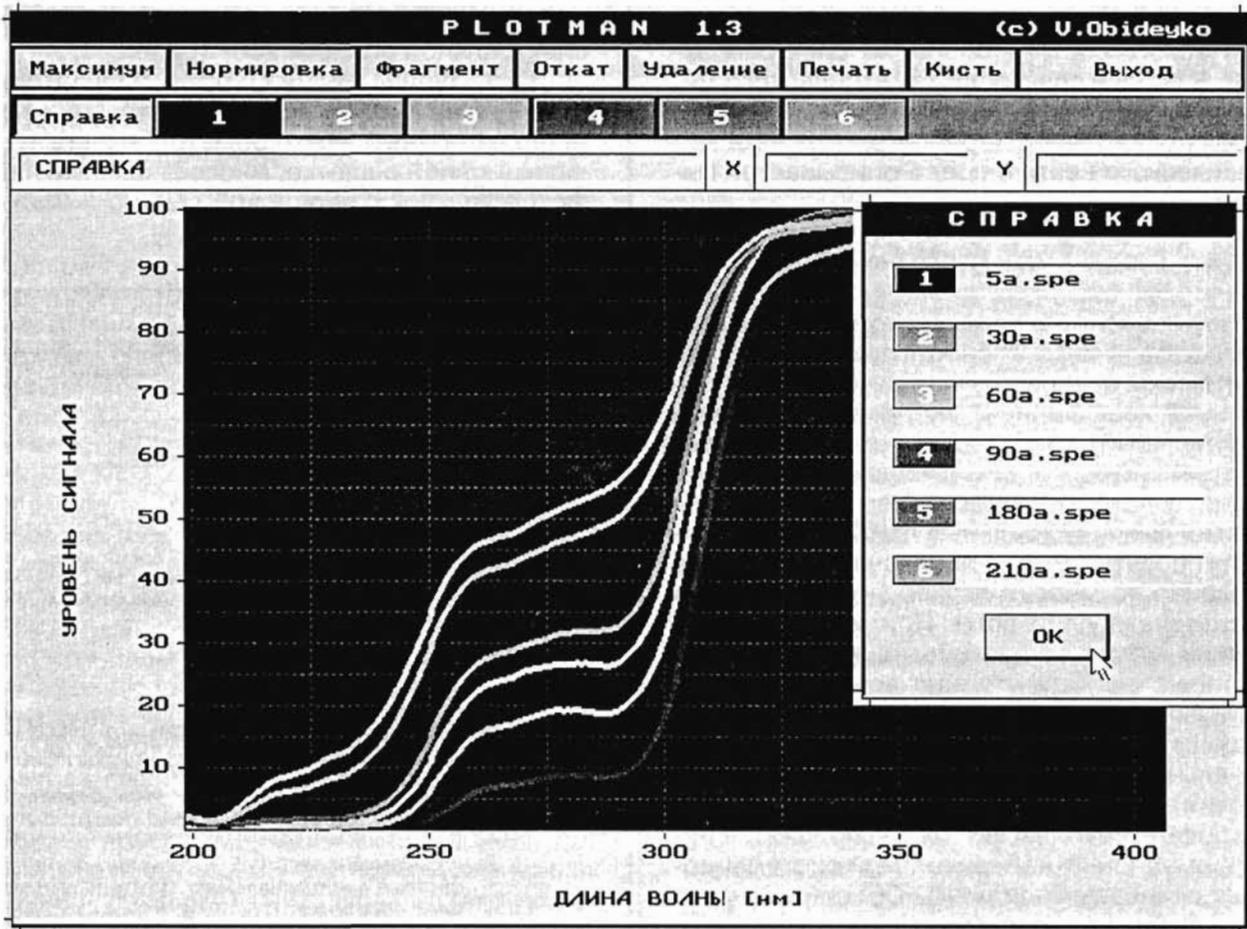 PLOTMAN 1.3 (c) V.Obideyko
Максимум Нормировка Фрагмент Откат Удаление Печать Кисть Выход
Справка 1 2 3 4 5 6
СПРАВКА X Y
СПРАВКА
1 5a.spe
2 30a.spe
3 60a.spe
4 90a.spe
5 180a.spe
6 210a.spe
OK
УРОВЕНЬ СИГНАЛА
100
90
80
70
60
50
40
30
20
10
200 250 300 350 400
ДЛИНА ВОЛНЫ [нм]